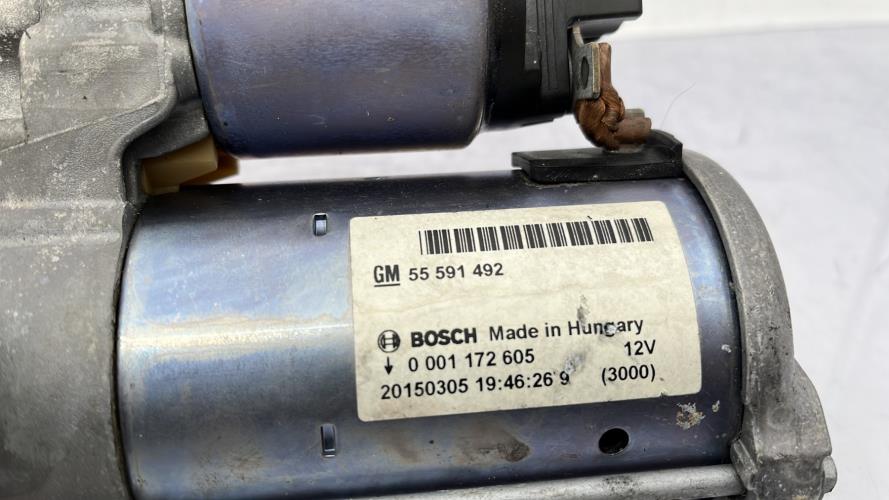 GM 55 591 492
BOSCH Made in Hungary
0 001 172 605 12V
20150305 19:46:26 9 (3000)